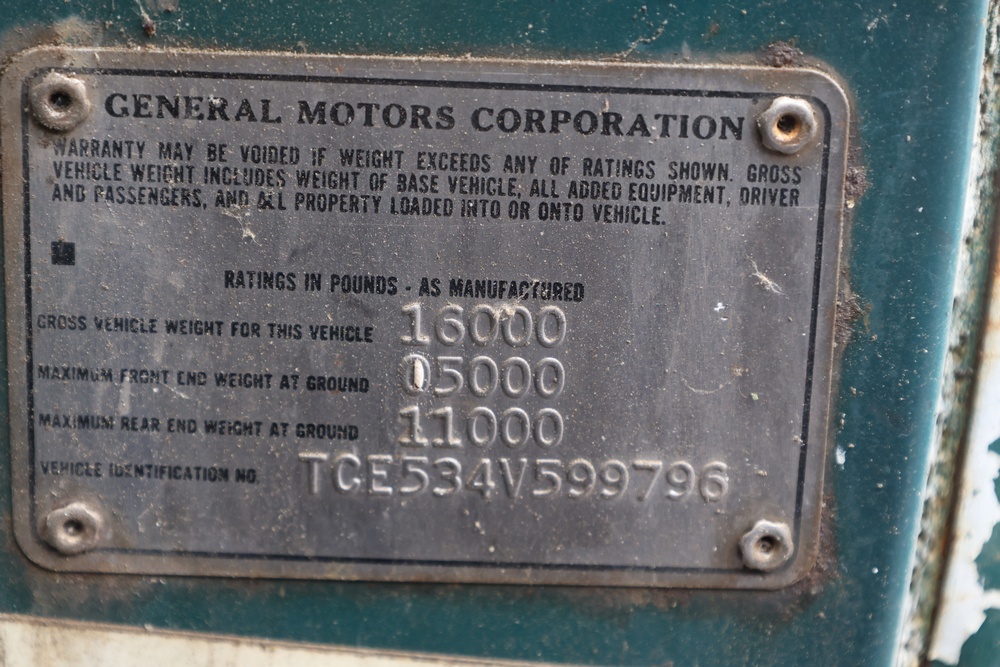 GENERAL MOTORS CORPORATION
WARRANTY MAY BE VOIDED IF WEIGHT EXCEEDS ANY OF RATINGS SHOWN. GROSS
VEHICLE WEIGHT INCLUDES WEIGHT OF BASE VEHICLE, ALL ADDED EQUIPMENT, DRIVER
AND PASSENGERS, AND ALL PROPERTY LOADED INTO OR ONTO VEHICLE.
RATINGS IN POUNDS - AS MANUFACTURED
GROSS VEHICLE WEIGHT FOR THIS VEHICLE 16000
MAXIMUM FRONT END WEIGHT AT GROUND 05000
MAXIMUM REAR END WEIGHT AT GROUND 11000
VEHICLE IDENTIFICATION NO. TCE534V599796